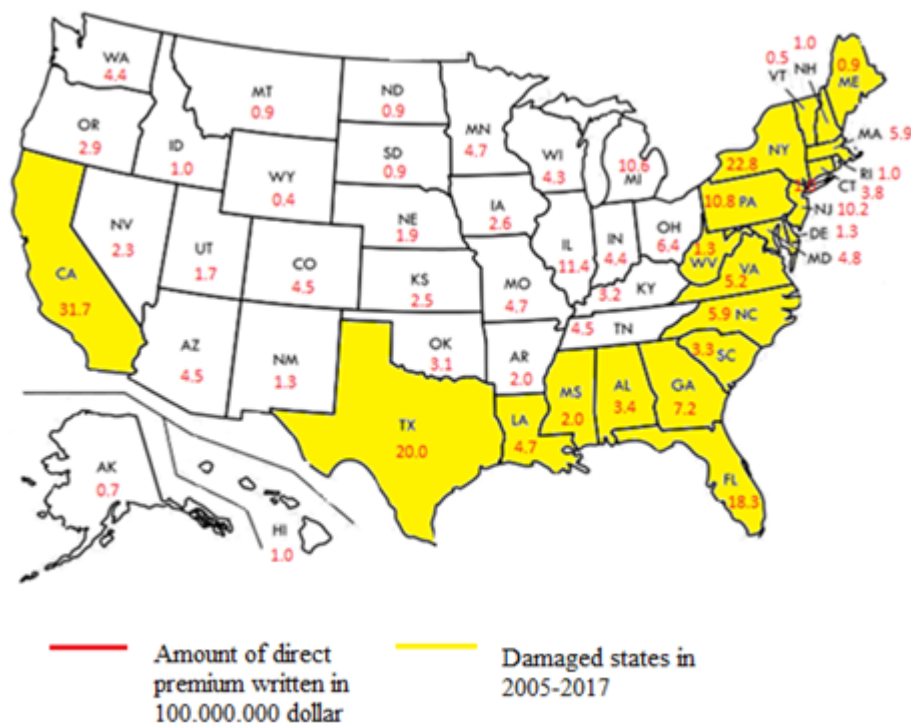 WA
4.4
OR
2.9
ID
1.0
MT
0.9
ND
0.9
SD
0.9
WY
0.4
NE
1.9
MN
4.7
IA
2.6
WI
4.3
10.6
MI
0.5
VT
1.0
NH
0.9
ME
MA 5.9
NY
22.8
RI 1.0
CT
3.8
NJ 10.2
DE 1.3
MD 4.8
10.8 PA
OH
6.4
IN
4.4
IL
11.4
1.3
WV
VA
5.2
3.2 KY
4.5 TN
5.9 NC
3.3
SC
GA
7.2
AL
3.4
MS
2.0
LA
4.7
FL
18.3
AR
2.0
MO
4.7
KS
2.5
OK
3.1
TX
20.0
CO
4.5
NM
1.3
UT
1.7
AZ
4.5
NV
2.3
CA
31.7
AK
0.7
HI
1.0
Amount of direct
premium written in
100.000.000 dollar
Damaged states in
2005-2017